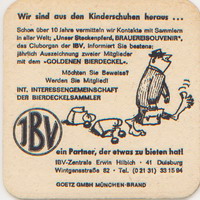 Wir sind aus den Kinderschuhen heraus ...
Schon über 10 Jahre vermitteln wir Kontakte mit Sammlern
in aller Welt; „Unser Steckenpferd, BRAUEREISOUVENIR",
das Cluborgan der IBV, informiert Sie bestens;
jährlich Auszeichnung zweier Mitglieder mit
dem »GOLDENEN BIERDECKEL«.
Möchten Sie Beweise?
Werden Sie Mitglied!
INT. INTERESSENGEMEINSCHAFT
DER BIERDECKELSAMMLER
IBV
ein Partner, der etwas zu bieten hat!
IBV-Zentrale Erwin Hilbich · 41 Duisburg
Wintgensstraße 82 · Tel. (0 21 31) 33 15 94
GOETZ GMBH MÜNCHEN-BRAND